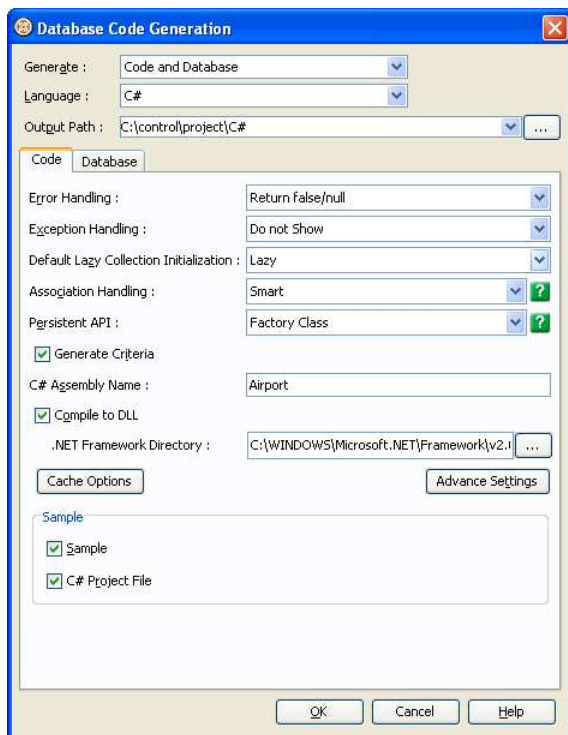 Database Code Generation
Generate : Code and Database
Language : C#
Output Path : C:\control\project\C# ...
Code Database
Error Handling : Return false/null
Exception Handling : Do not Show
Default Lazy Collection Initialization : Lazy
Association Handling : Smart ?
Persistent API : Factory Class ?
Generate Criteria
C# Assembly Name : Airport
Compile to DLL
.NET Framework Directory : C:\WINDOWS\Microsoft.NET\Framework\v2. ...
Cache Options Advance Settings
Sample
Sample
C# Project File
OK Cancel Help